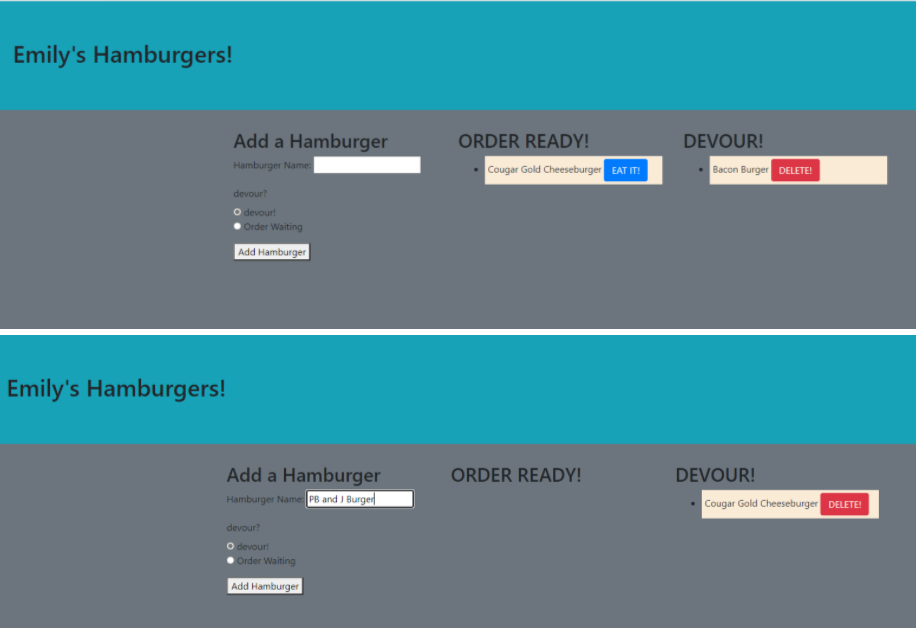 Emily's Hamburgers!
Add a Hamburger
Hamburger Name:
devour?
devour!
Order Waiting
Add Hamburger
ORDER READY!
Cougar Gold Cheeseburger EAT IT!
DEVOUR!
Bacon Burger DELETE!
Emily's Hamburgers!
Add a Hamburger
Hamburger Name: PB and J Burger
devour?
devour!
Order Waiting
Add Hamburger
ORDER READY!
DEVOUR!
Cougar Gold Cheeseburger DELETE!